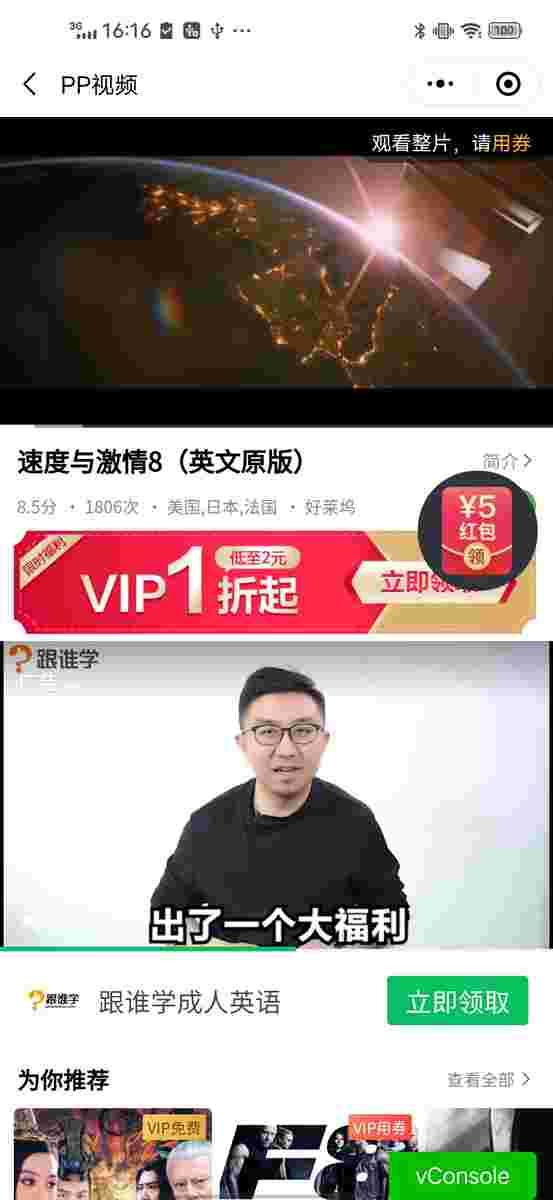 3G 16:16 100
PP视频
观看整片，请用券
速度与激情8（英文原版）
简介
8.5分 · 1806次 · 美国,日本,法国 · 好莱坞
¥5
红包
领
限时福利
VIP1折起
低至2元
立即领取
跟谁学
广告
出了一个大福利
跟谁学
跟谁学成人英语
立即领取
为你推荐
查看全部
VIP免费
VIP用券
F8
vConsole